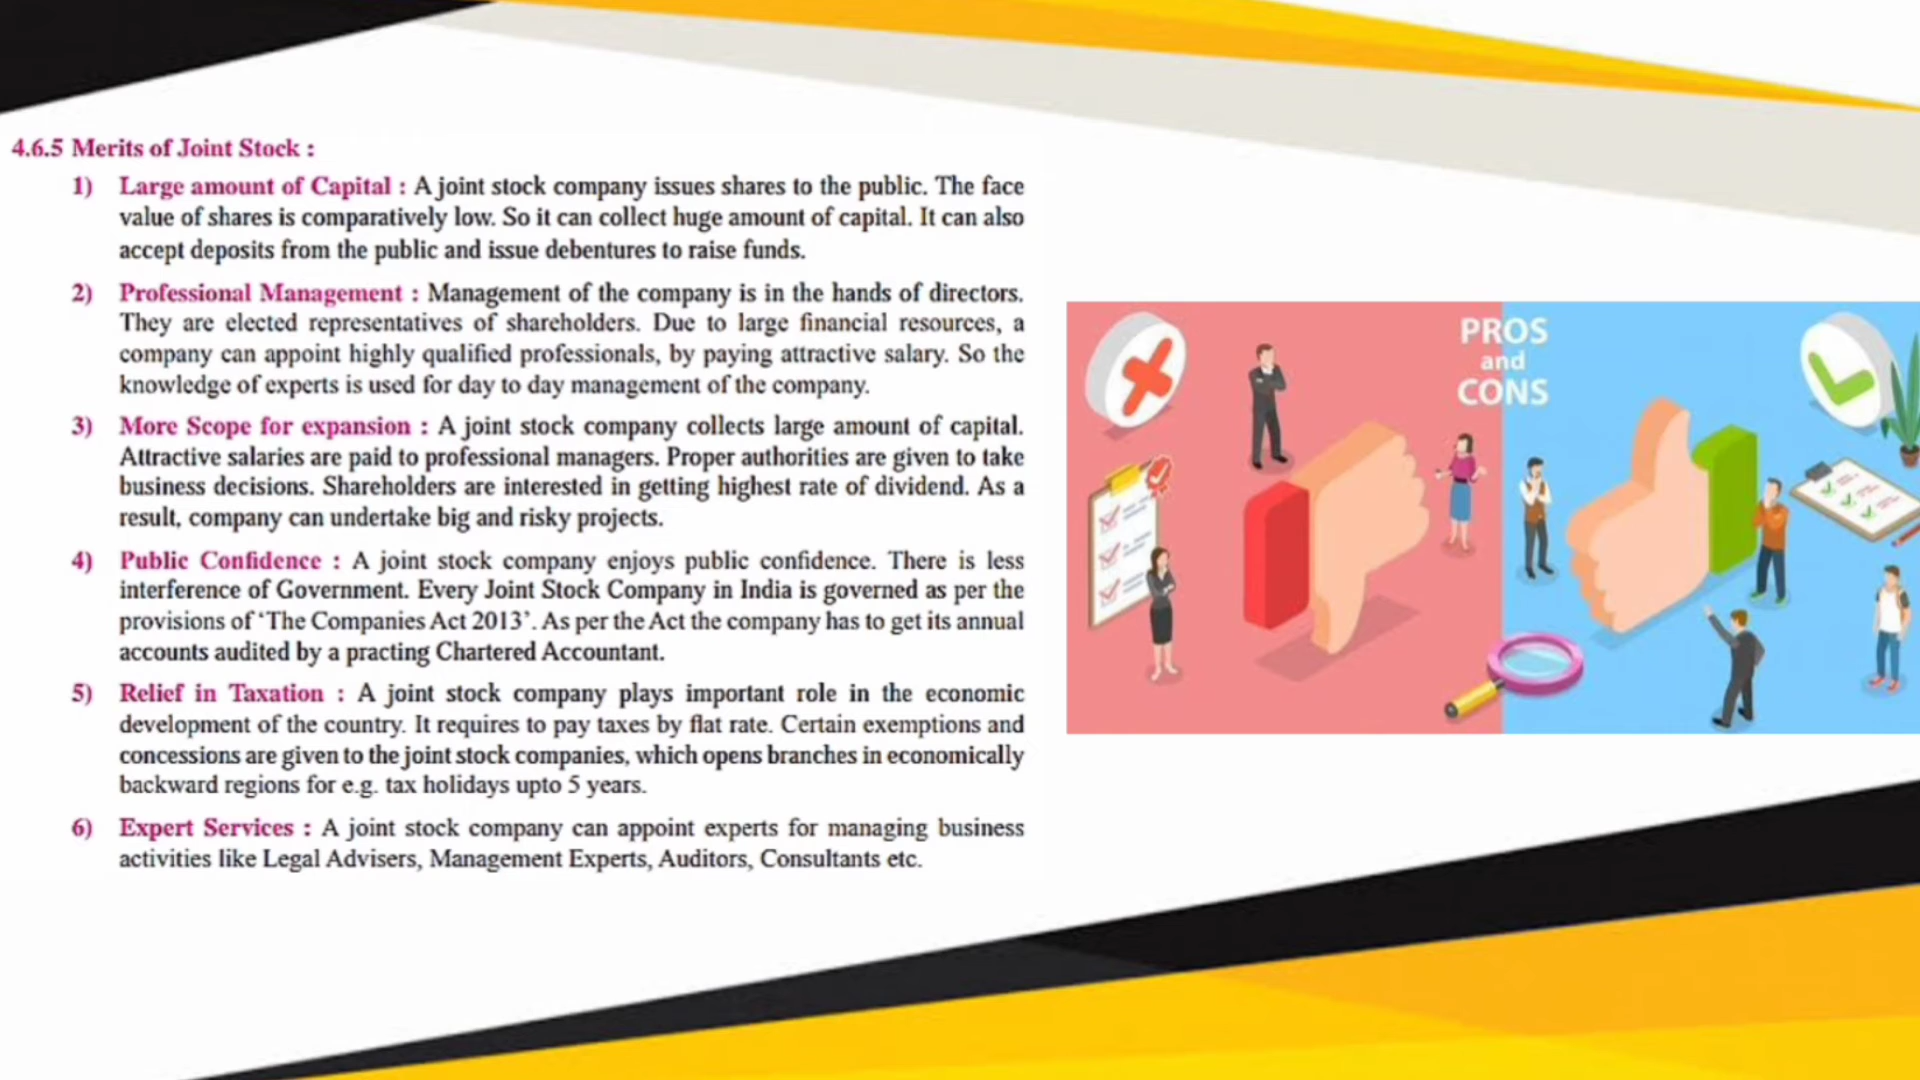 4.6.5 Merits of Joint Stock :
1) Large amount of Capital : A joint stock company issues shares to the public. The face
value of shares is comparatively low. So it can collect huge amount of capital. It can also
accept deposits from the public and issue debentures to raise funds.
2) Professional Management : Management of the company is in the hands of directors.
They are elected representatives of shareholders. Due to large financial resources, a
company can appoint highly qualified professionals, by paying attractive salary. So the
knowledge of experts is used for day to day management of the company.
3) More Scope for expansion : A joint stock company collects large amount of capital.
Attractive salaries are paid to professional managers. Proper authorities are given to take
business decisions. Shareholders are interested in getting highest rate of dividend. As a
result, company can undertake big and risky projects.
4) Public Confidence : A joint stock company enjoys public confidence. There is less
interference of Government. Every Joint Stock Company in India is governed as per the
provisions of ‘The Companies Act 2013’. As per the Act the company has to get its annual
accounts audited by a practing Chartered Accountant.
5) Relief in Taxation : A joint stock company plays important role in the economic
development of the country. It requires to pay taxes by flat rate. Certain exemptions and
concessions are given to the joint stock companies, which opens branches in economically
backward regions for e.g. tax holidays upto 5 years.
6) Expert Services : A joint stock company can appoint experts for managing business
activities like Legal Advisers, Management Experts, Auditors, Consultants etc.
PROS
and
CONS